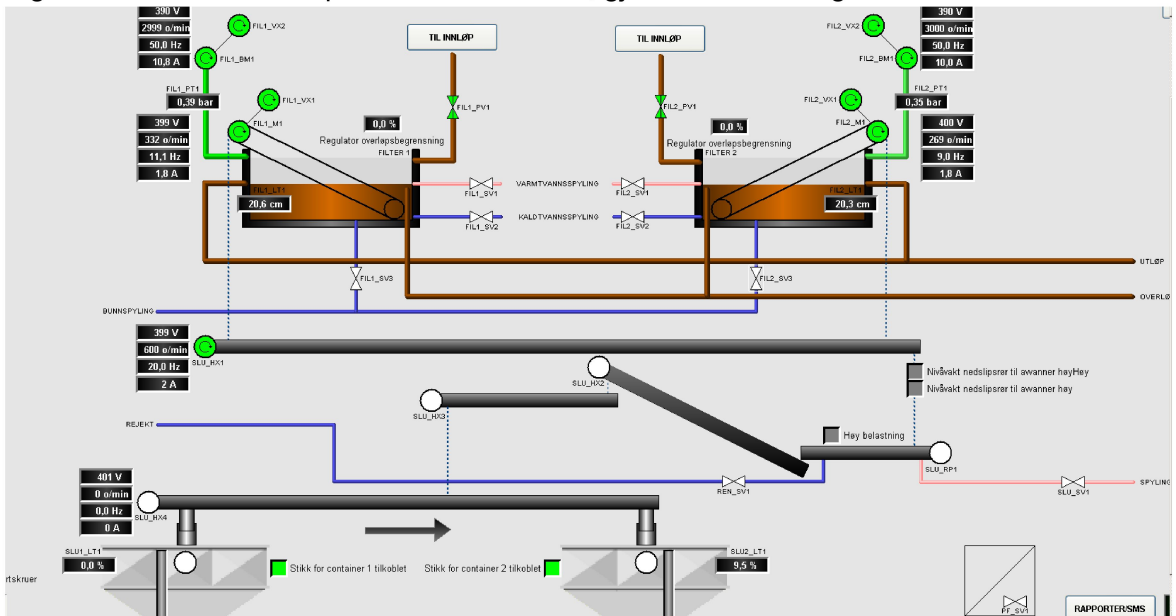 390 V
2999 o/min
50,0 Hz
10,8 A
FIL1_VX2
FIL1_BM1
TIL INNLØP
TIL INNLØP
FIL2_VX2
FIL2_BM1
390 V
3000 o/min
50,0 Hz
10,0 A
FIL1_PT1
0,39 bar
FIL1_VX1
FIL1_PV1
FIL2_PV1
FIL2_VX1
FIL2_PT1
0,35 bar
399 V
332 o/min
11,1 Hz
1,8 A
FIL1_M1
0,0 %
Regulator overløpsbegrensning
FILTER 1
0,0 %
Regulator overløpsbegrensning
FILTER 2
FIL2_M1
400 V
269 o/min
9,0 Hz
1,8 A
FIL1_LT1
20,6 cm
FIL1_SV1
VARMTVANNSSPYLING
FIL2_SV1
FIL2_LT1
20,3 cm
FIL1_SV2
KALDTVANNSSPYLING
FIL2_SV2
UTLØP
FIL1_SV3
FIL2_SV3
OVERLØ
BUNNSPYLING
399 V
600 o/min
20,0 Hz
2 A
SLU_HX1
SLU_HX2
Nivåvakt nedslipsrør til avvanner høyHøy
Nivåvakt nedslipsrør til avvanner høy
SLU_HX3
REJEKT
Høy belastning
SLU_RP1
401 V
0 o/min
0,0 Hz
0 A
SLU_HX4
REN_SV1
SLU_SV1
SPYLING
SLU1_LT1
0,0 %
Stikk for container 1 tilkoblet
Stikk for container 2 tilkoblet
SLU2_LT1
9,5 %
rtskruer
PF_SV1
RAPPORTER/SMS